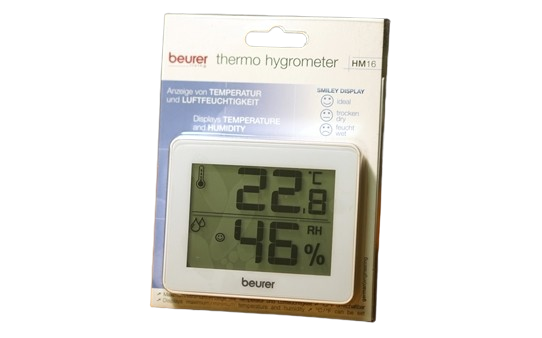 beurer thermo hygrometer HM16
Anzeige von TEMPERATUR
und LUFTFEUCHTIGKEIT
SMILEY DISPLAY
ideal
trocken
dry
feucht
wet
Displays TEMPERATURE
and HUMIDITY
22,8 °C
46 % RH
beurer